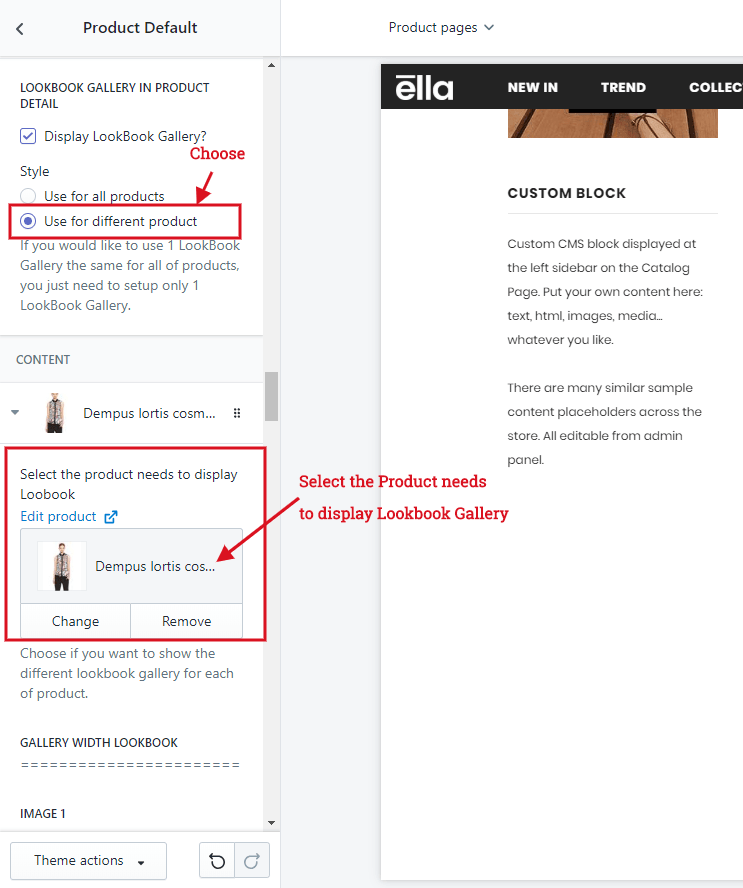 Product Default
Product pages
LOOKBOOK GALLERY IN PRODUCT
DETAIL
Display LookBook Gallery?
Choose
Style
Use for all products
Use for different product
If you would like to use 1 LookBook
Gallery the same for all of products,
you just need to setup only 1
LookBook Gallery.
CONTENT
Dempus lortis cosm...
Select the product needs to display
Loobook
Edit product
Dempus lortis cos...
Change
Remove
Choose if you want to show the
different lookbook gallery for each
of product.
GALLERY WIDTH LOOKBOOK
=======================
IMAGE 1
Theme actions
Select the Product needs
to display Lookbook Gallery
ella
NEW IN
TREND
COLLEC
CUSTOM BLOCK
Custom CMS block displayed at
the left sidebar on the Catalog
Page. Put your own content here:
text, html, images, media...
whatever you like.
There are many similar sample
content placeholders across the
store. All editable from admin
panel.